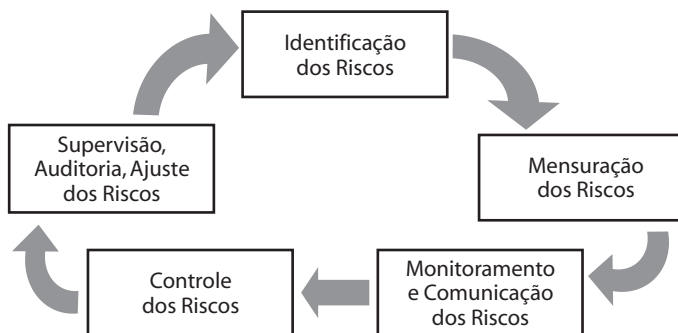 Identificação
dos Riscos
Mensuração
dos Riscos
Monitoramento
e Comunicação
dos Riscos
Controle
dos Riscos
Supervisão,
Auditoria, Ajuste
dos Riscos